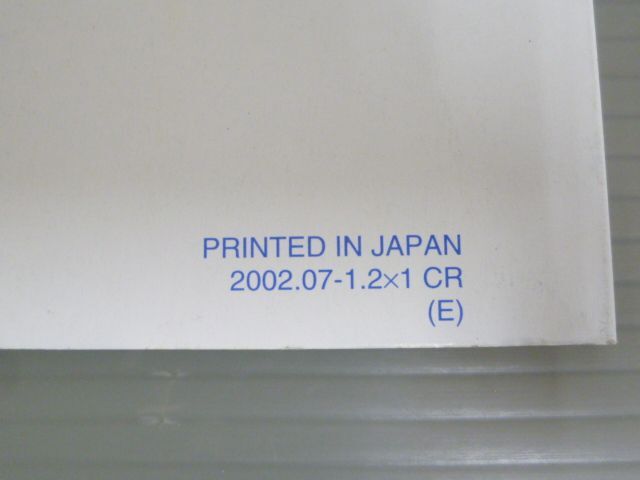 PRINTED IN JAPAN
2002.07-1.2×1 CR
(E)